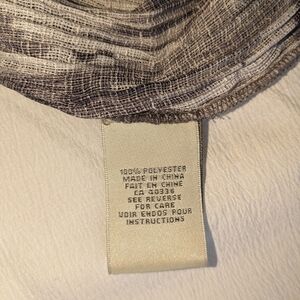 100% POLYESTER
MADE IN CHINA
FAIT EN CHINE
CA 40336
SEE REVERSE
FOR CARE
VOIR ENDOS POUR
INSTRUCTIONS